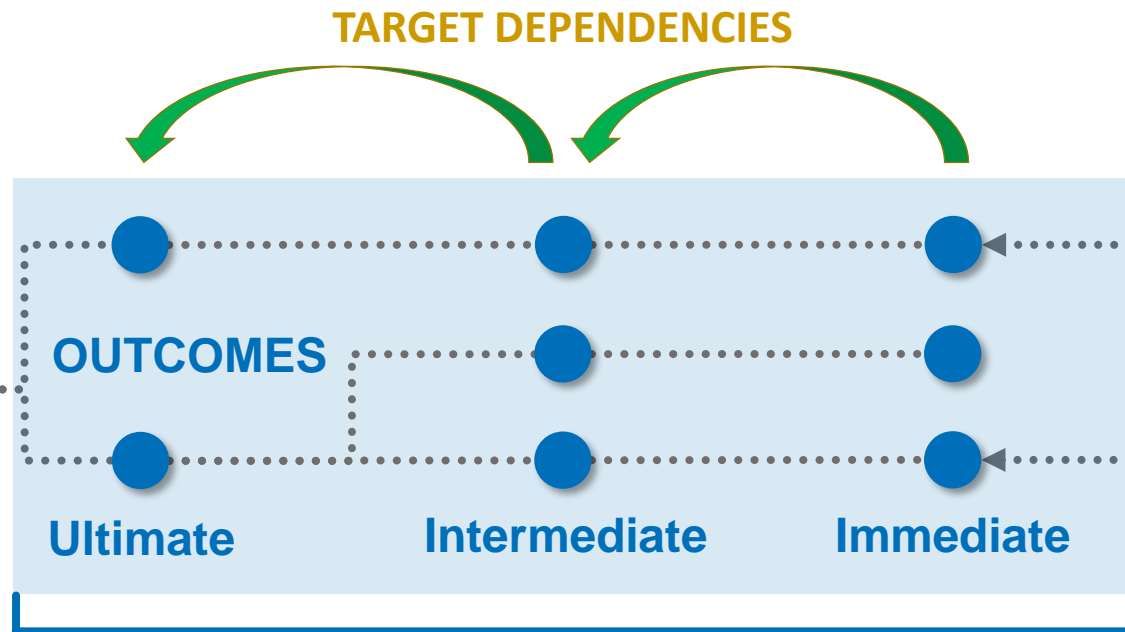 TARGET DEPENDENCIES
OUTCOMES
Ultimate
Intermediate
Immediate